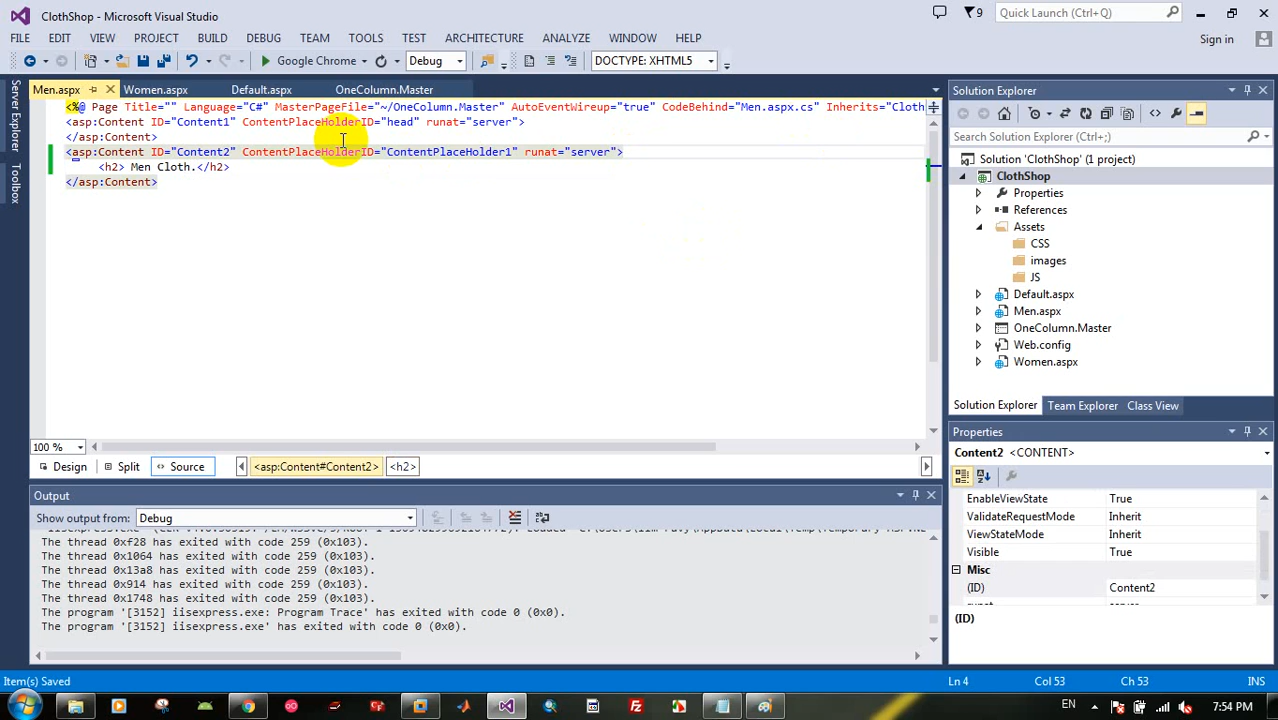 ClothShop - Microsoft Visual Studio
9
Quick Launch (Ctrl+Q)
FILE EDIT VIEW PROJECT BUILD DEBUG TEAM TOOLS TEST ARCHITECTURE ANALYZE WINDOW HELP
Sign in
Google Chrome
Debug
DOCTYPE: XHTML5
Server Explorer
Toolbox
Men.aspx
Women.aspx
Default.aspx
OneColumn.Master
<%@ Page Title="" Language="C#" MasterPageFile="~/OneColumn.Master" AutoEventWireup="true" CodeBehind="Men.aspx.cs" Inherits="Cloth
<asp:Content ID="Content1" ContentPlaceHolderID="head" runat="server">
</asp:Content>
<asp:Content ID="Content2" ContentPlaceHolderID="ContentPlaceHolder1" runat="server">
<h2> Men Cloth.</h2>
</asp:Content>
100 %
Design
Split
Source
<asp:Content#Content2>
<h2>
Solution Explorer
Search Solution Explorer (Ctrl+;)
Solution 'ClothShop' (1 project)
ClothShop
Properties
References
Assets
CSS
images
JS
Default.aspx
Men.aspx
OneColumn.Master
Web.config
Women.aspx
Solution Explorer
Team Explorer
Class View
Properties
Content2 <CONTENT>
EnableViewState True
ValidateRequestMode Inherit
ViewStateMode Inherit
Visible True
Misc
(ID) Content2
(ID)
Output
Show output from: Debug
The thread 0xf28 has exited with code 259 (0x103).
The thread 0x1064 has exited with code 259 (0x103).
The thread 0x13a8 has exited with code 259 (0x103).
The thread 0x914 has exited with code 259 (0x103).
The thread 0x1748 has exited with code 259 (0x103).
The program '[3152] iisexpress.exe: Program Trace' has exited with code 0 (0x0).
The program '[3152] iisexpress.exe' has exited with code 0 (0x0).
Item(s) Saved
Ln 4
Col 53
Ch 53
INS
EN
7:54 PM